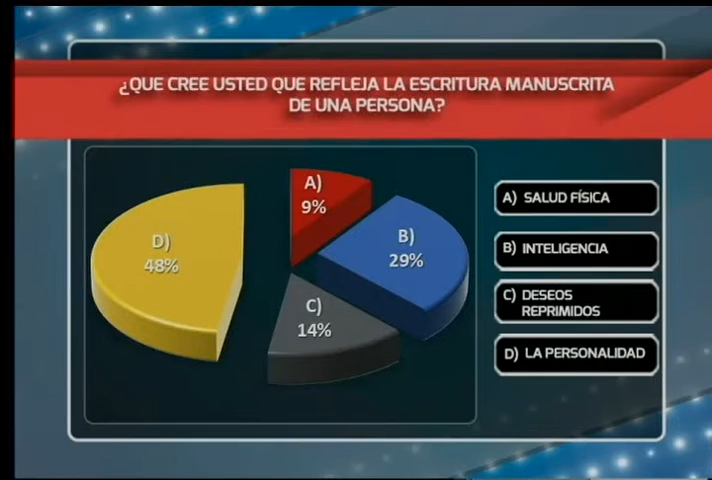 ¿QUE CREE USTED QUE REFLEJA LA ESCRITURA MANUSCRITA
DE UNA PERSONA?
A)
9%
B)
29%
C)
14%
D)
48%
A) SALUD FÍSICA
B) INTELIGENCIA
C) DESEOS
REPRIMIDOS
D) LA PERSONALIDAD